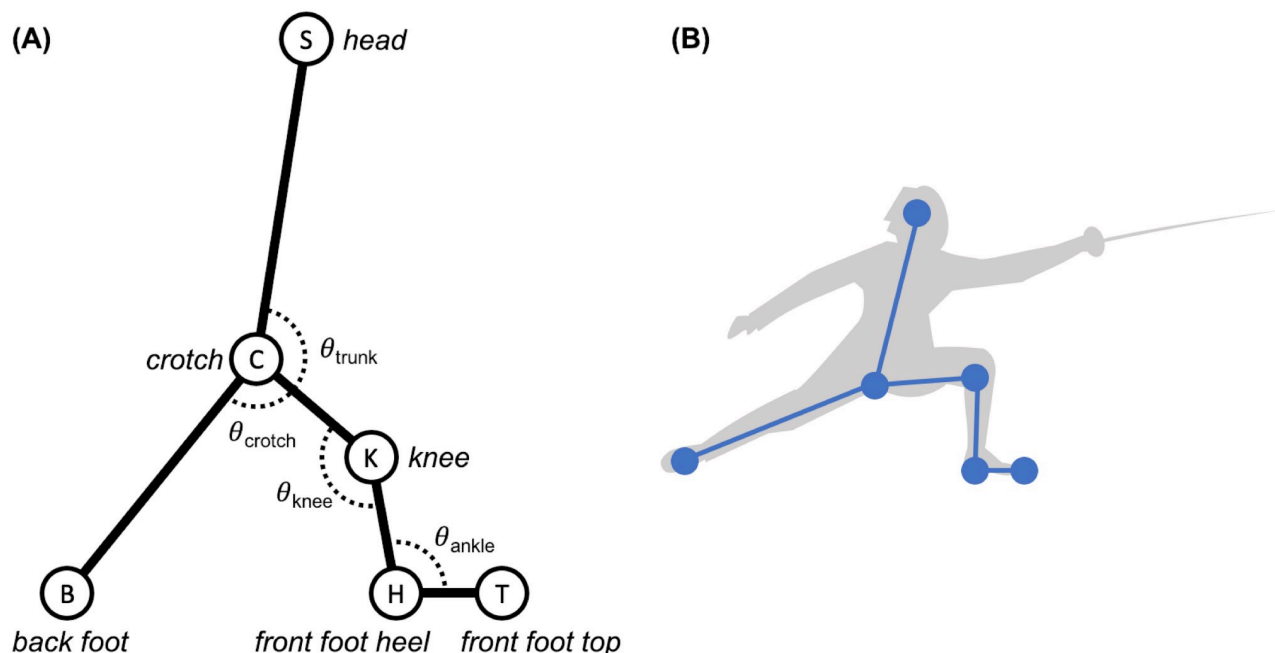 (A)
(B)
S head
crotch C
θtrunk
θcrotch
K knee
θknee
θankle
B
H
T
back foot
front foot heel
front foot top